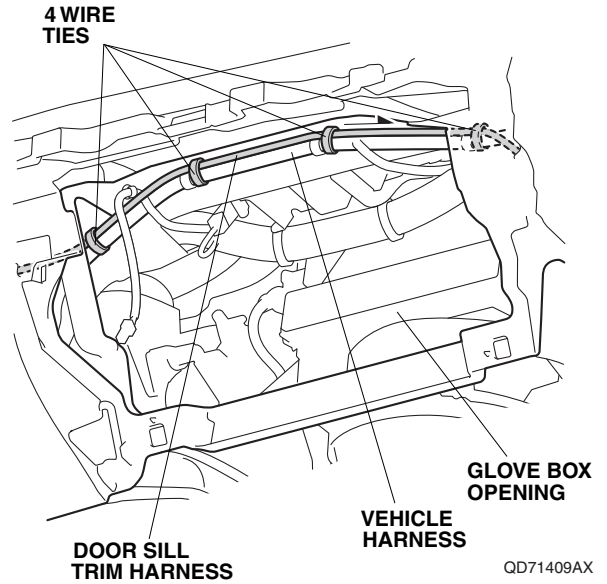 4 WIRE
TIES
GLOVE BOX
OPENING
VEHICLE
HARNESS
DOOR SILL
TRIM HARNESS
QD71409AX